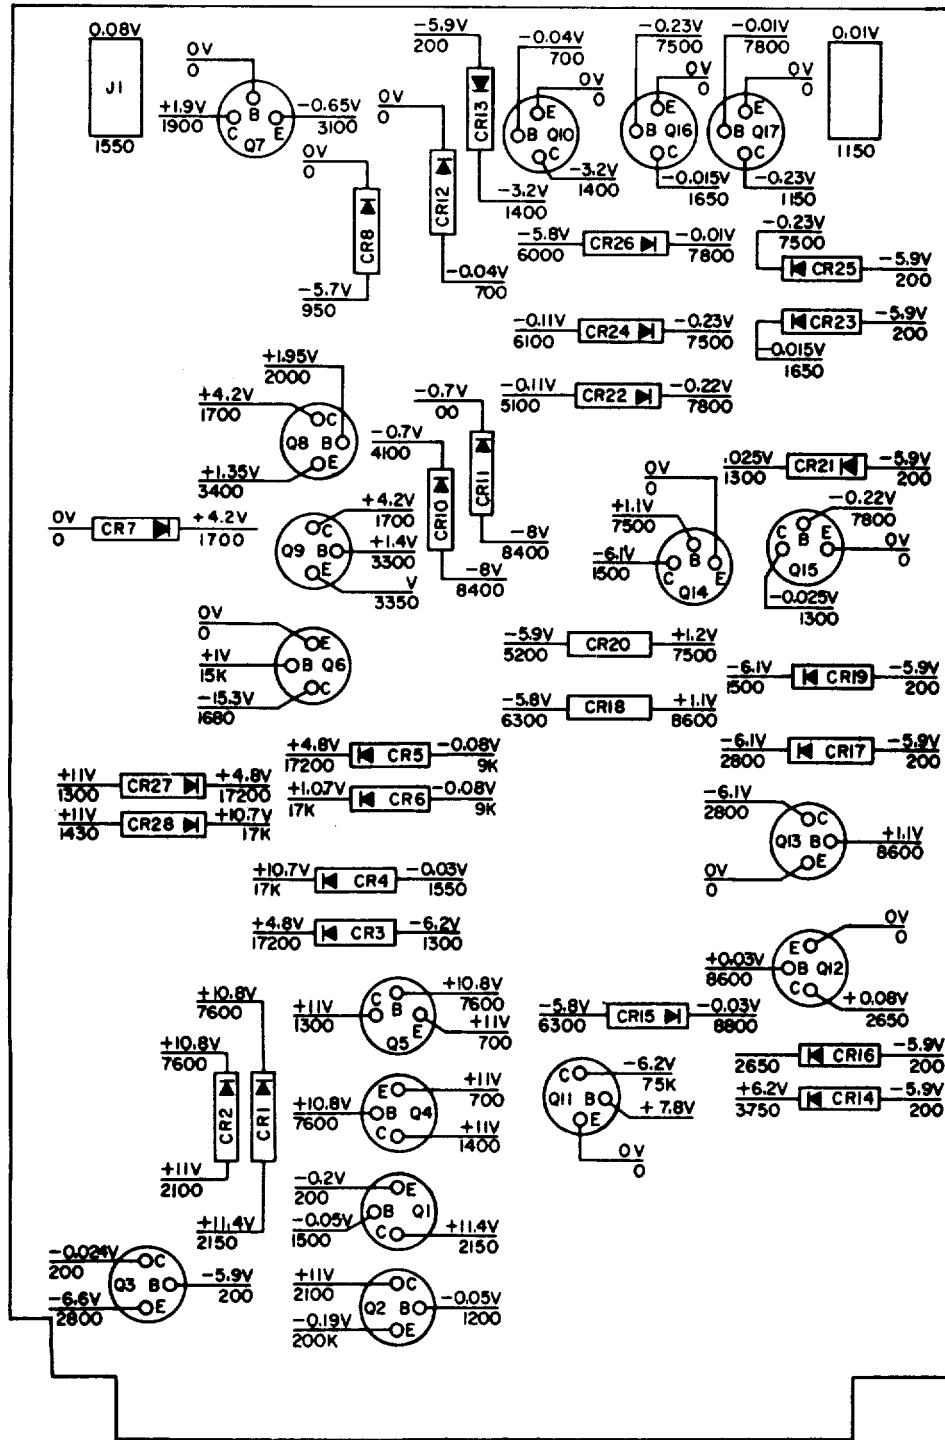 0.08V
J1
1550
0V
0
+1.9V
1900
B
C
E
Q7
-0.65V
3100
0V
0
CR8
-5.7V
950
0V
0
CR12
-0.04V
700
-5.9V
200
CR13
-3.2V
1400
-0.04V
700
0V
0
E
B
Q10
C
-3.2V
1400
-0.23V
7500
0V
0
E
B
Q16
C
-0.015V
1650
-0.01V
7800
0V
0
E
B
Q17
C
-0.23V
1150
0.01V
1150
-5.8V
6000
CR26
-0.01V
7800
-0.23V
7500
CR25
-5.9V
200
-0.11V
6100
CR24
-0.23V
7500
CR23
-5.9V
200
-0.015V
1650
-0.11V
5100
CR22
-0.22V
7800
+1.95V
2000
+4.2V
1700
C
Q8
B
E
+1.35V
3400
-0.7V
4100
CR10
-8V
8400
-0.7V
00
CR11
-8V
8400
.025V
1300
CR21
-5.9V
200
0V
0
CR7
+4.2V
1700
+4.2V
1700
C
Q9
B
E
+1.4V
3300
V
3350
0V
0
+1.1V
7500
-6.1V
1500
B
C
E
Q14
-0.22V
7800
B
C
E
Q15
0V
0
-0.025V
1300
0V
0
+1V
15K
-15.3V
1680
E
B
Q6
C
-5.9V
5200
CR20
+1.2V
7500
-5.8V
6300
CR18
+1.1V
8600
-6.1V
1500
CR19
-5.9V
200
-6.1V
2800
CR17
-5.9V
200
+4.8V
17200
CR5
-0.08V
9K
+11V
1300
CR27
+4.8V
17200
+1.07V
17K
CR6
-0.08V
9K
+11V
1430
CR28
+10.7V
17K
-6.1V
2800
C
Q13
B
E
+1.1V
8600
0V
0
+10.7V
17K
CR4
-0.03V
1550
+4.8V
17200
CR3
-6.2V
1300
0V
0
E
+0.03V
8600
B
Q12
C
+0.08V
2650
+10.8V
7600
CR1
+11.4V
2150
+10.8V
7600
CR2
+11V
2100
+11V
1300
C
B
E
Q5
+10.8V
7600
+11V
700
-5.8V
6300
CR15
-0.03V
8800
2650
CR16
-5.9V
200
+6.2V
3750
CR14
-5.9V
200
C
Q11
B
E
-6.2V
75K
+7.8V
0V
0
+10.8V
7600
E
B
Q4
C
+11V
700
+11V
1400
-0.2V
200
-0.05V
1500
E
B
Q1
C
+11.4V
2150
-0.024V
200
C
Q3
B
E
-5.9V
200
-6.6V
2800
+11V
2100
C
Q2
B
E
-0.05V
1200
-0.19V
200K